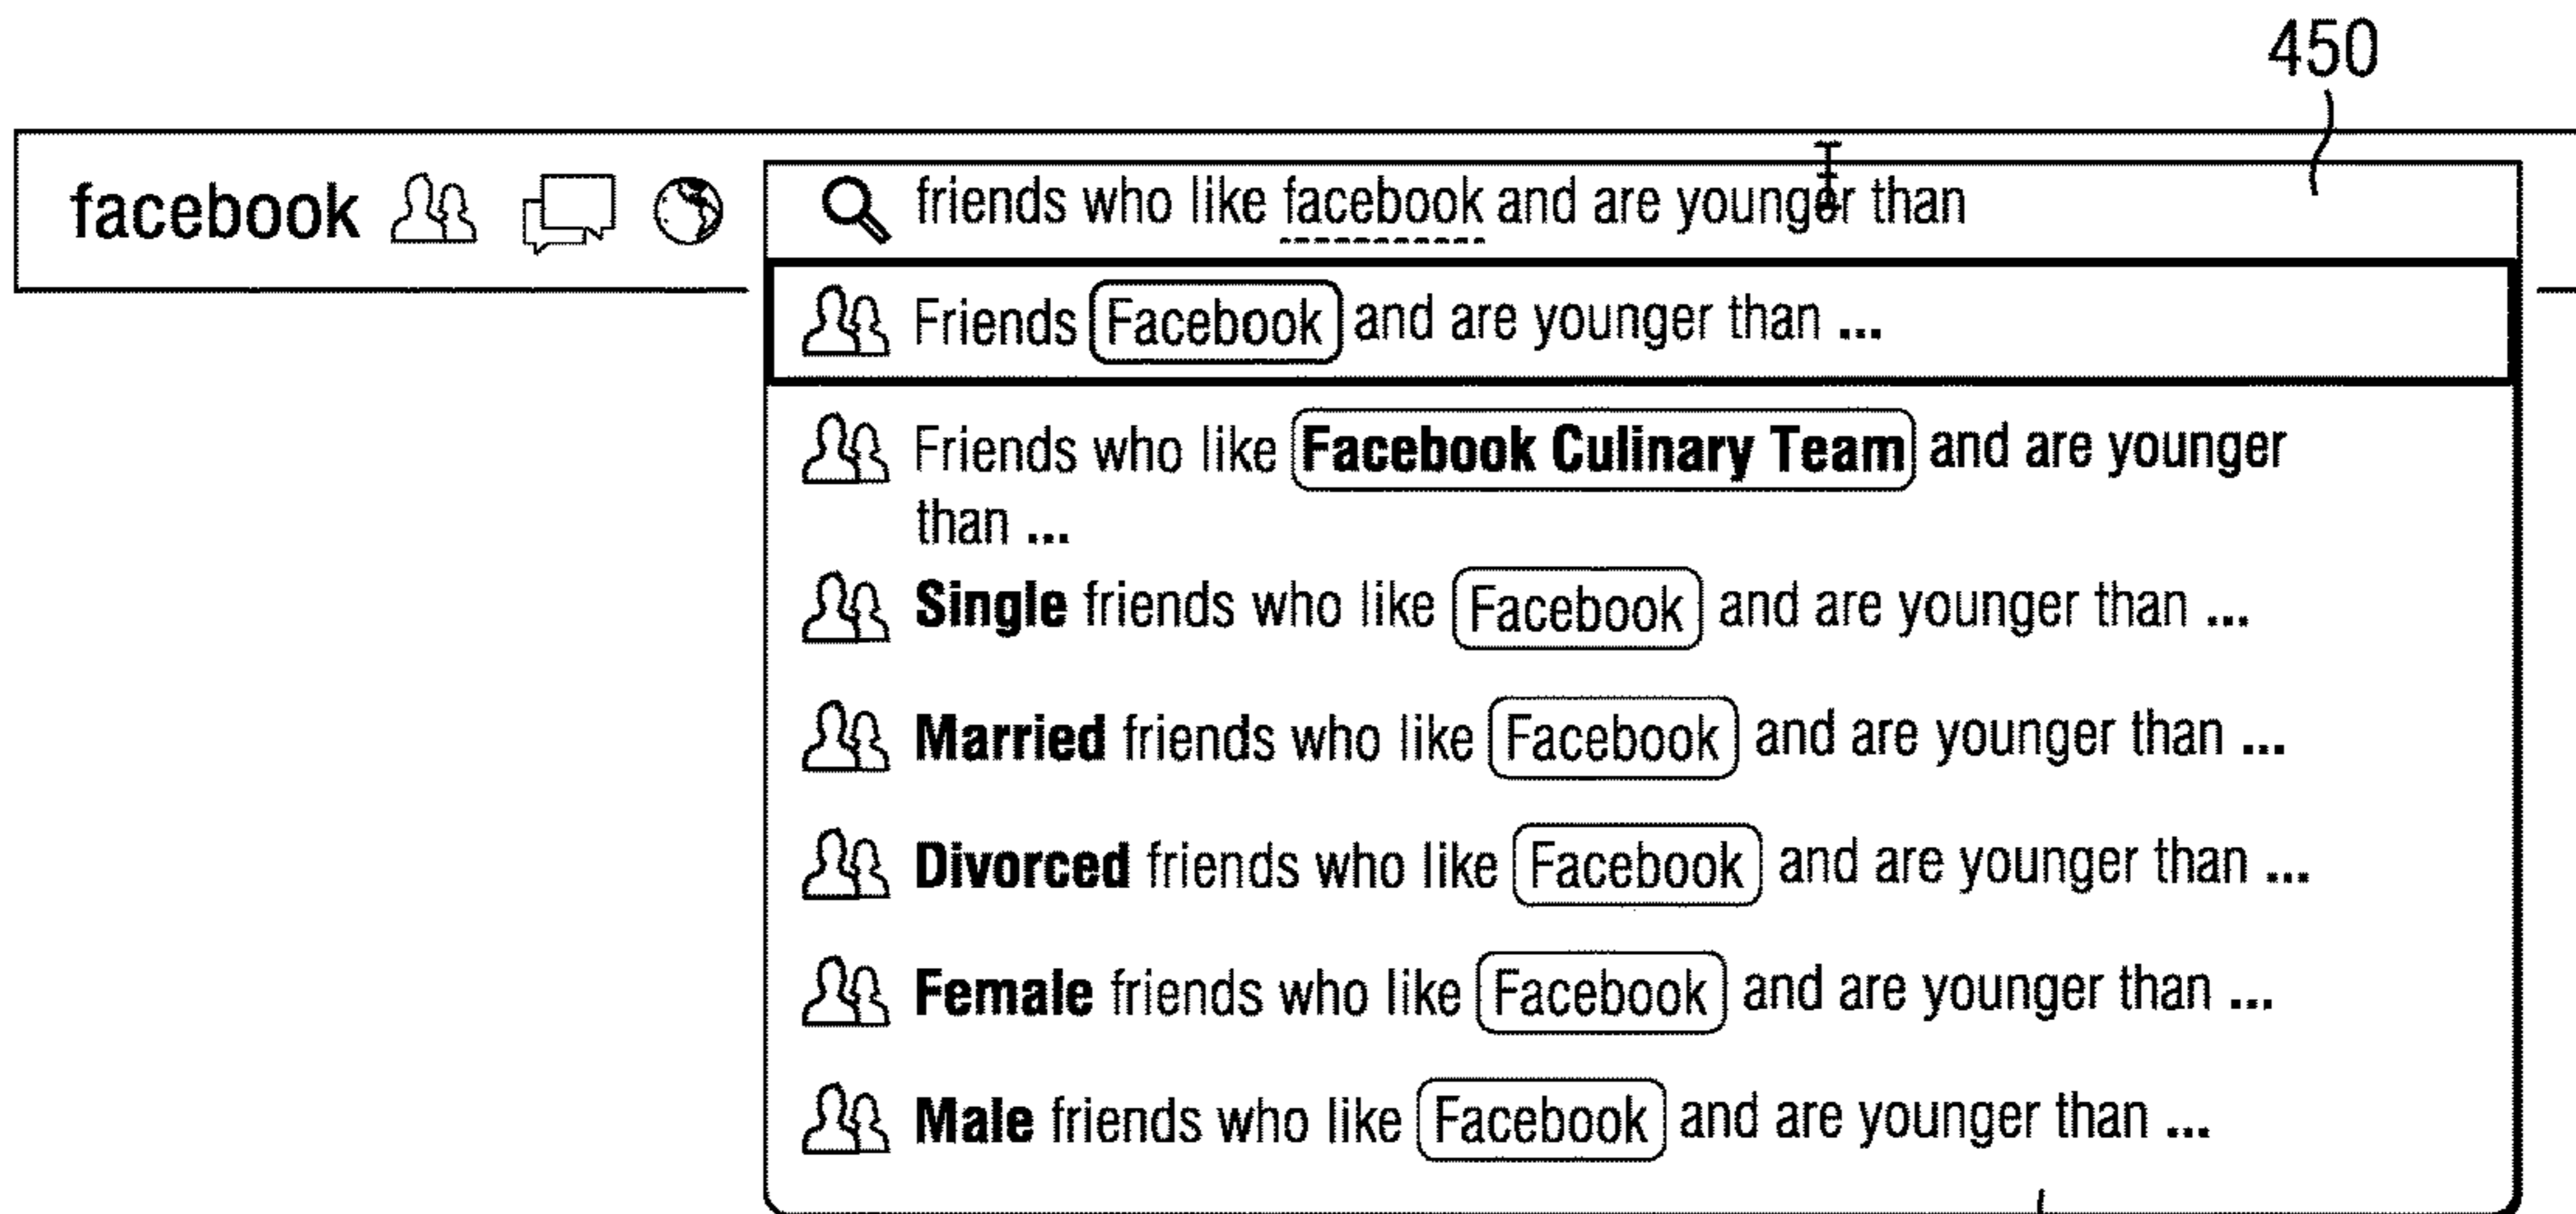 450
facebook
friends who like facebook and are younger than
Friends Facebook and are younger than ...
Friends who like Facebook Culinary Team and are younger
than ...
Single friends who like Facebook and are younger than ...
Married friends who like Facebook and are younger than ...
Divorced friends who like Facebook and are younger than ...
Female friends who like Facebook and are younger than ...
Male friends who like Facebook and are younger than ...